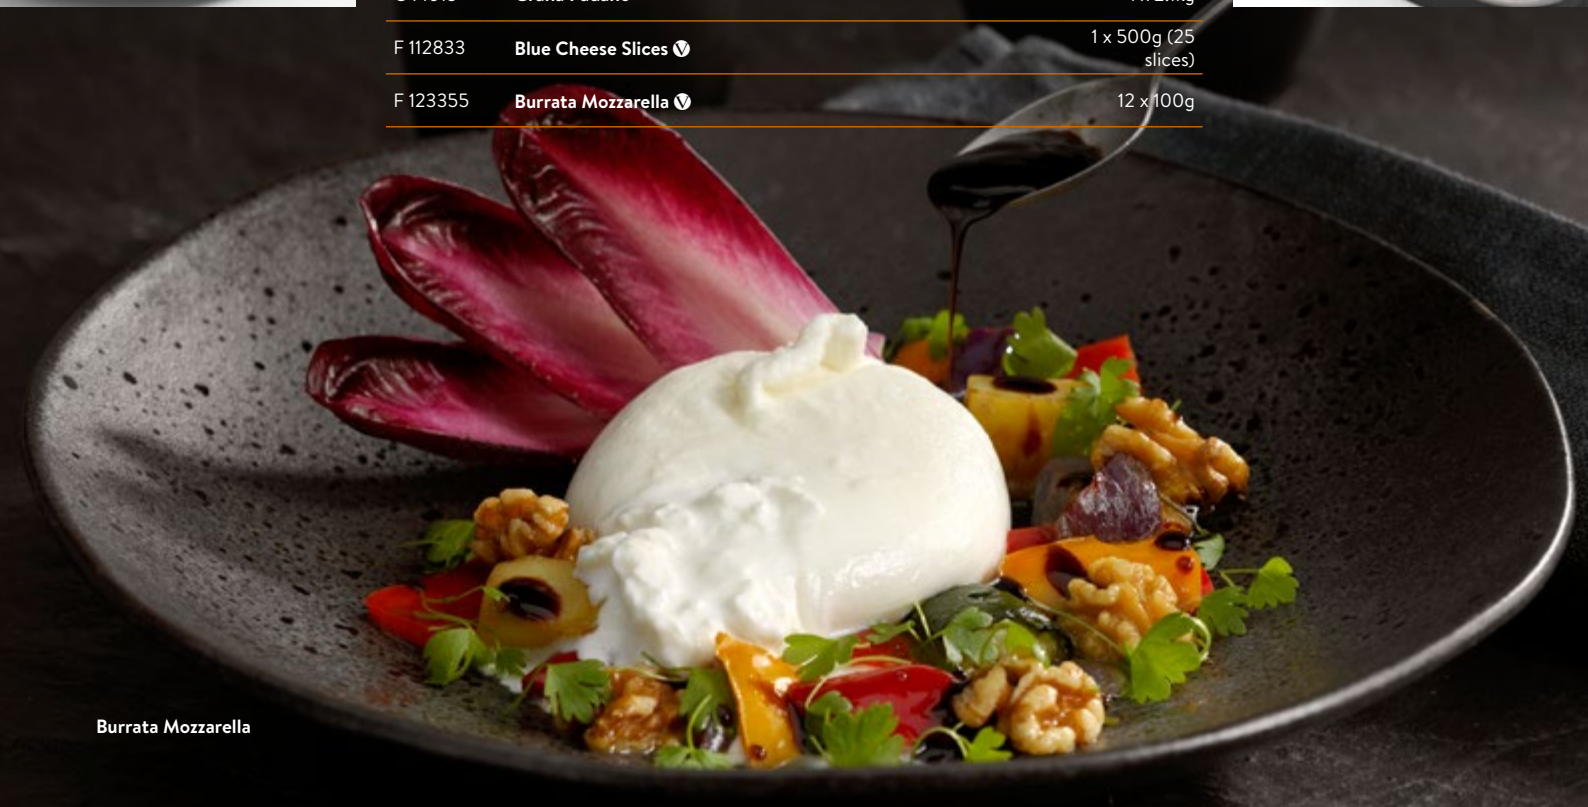 F 112833 Blue Cheese Slices V 1 x 500g (25
slices)
F 123355 Burrata Mozzarella V 12 x 100g
Burrata Mozzarella